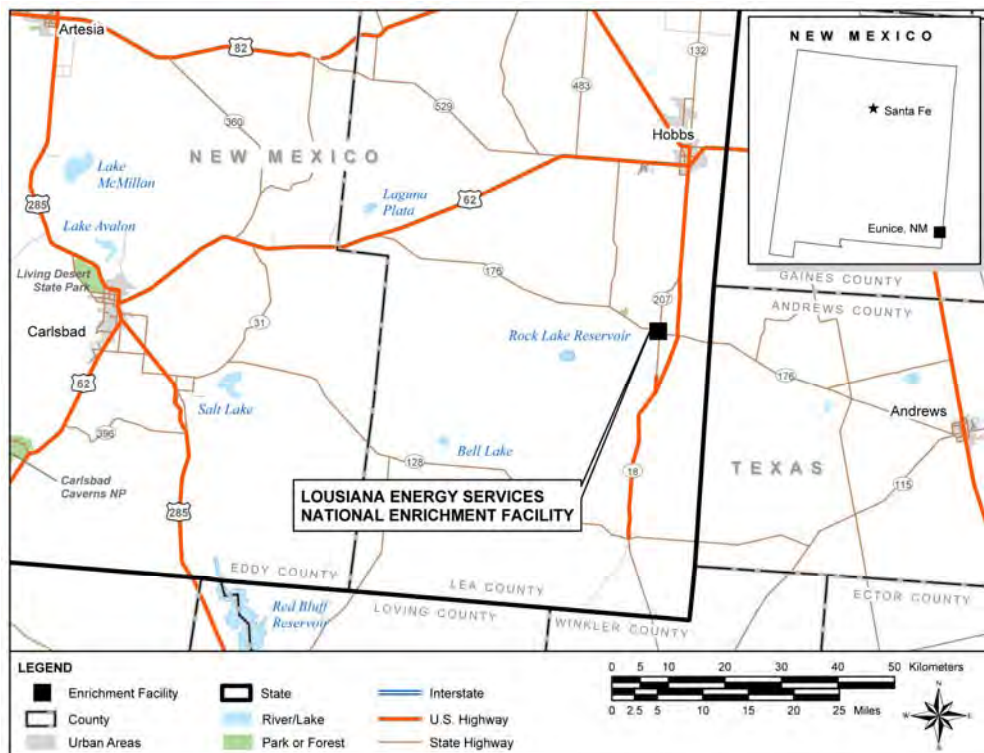 Artesia
82
132
483
529
360
NEW MEXICO
Hobbs
Lake
McMillan
285
Laguna
Plata
62
Lake Avalon
Living Desert
State Park
176
207
31
Carlsbad
Rock Lake Reservoir
62
Salt Lake
176
Andrews
396
Bell Lake
128
18
TEXAS
115
Carlsbad
Caverns NP
285
LOUSIANA ENERGY SERVICES
NATIONAL ENRICHMENT FACILITY
EDDY COUNTY
LEA COUNTY
Red Bluff
Reservoir
LOVING COUNTY
WINKLER COUNTY
ECTOR COUNTY
GAINES COUNTY
ANDREWS COUNTY
NEW MEXICO
Santa Fe
Eunice, NM
LEGEND
Enrichment Facility
County
Urban Areas
State
River/Lake
Park or Forest
Interstate
U.S. Highway
State Highway
0 5 10 20 30 40 50 Kilometers
0 2.5 5 10 15 20 25 Miles
N
W E
S